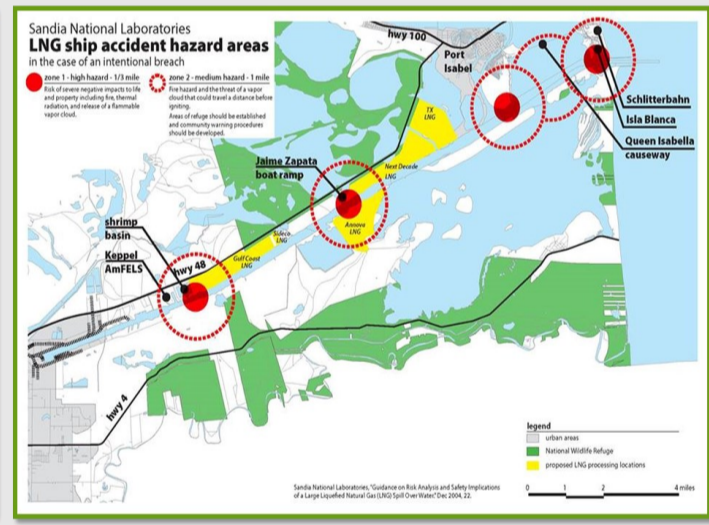 Sandia National Laboratories
LNG ship accident hazard areas
in the case of an intentional breach
zone 1 - high hazard - 1/3 mile
Risk of severe negative impacts to life
and property including fire, thermal
radiation, and release of a flammable
vapor cloud.
zone 2 - medium hazard - 1 mile
Fire hazard and the threat of a vapor
cloud that could travel a distance before
igniting.
Areas of refuge should be established
and community warning procedures
should be developed.
hwy 100
Port
Isabel
TX
LNG
Schlitterbahn
Isla Blanca
Queen Isabella
causeway
Jaime Zapata
boat ramp
Next Decade
LNG
Annova
LNG
shrimp
basin
Keppel
AmFELS
hwy 48
Gulf Coast
LNG
LNG
hwy 4
legend
urban areas
National Wildlife Refuge
proposed LNG processing locations
0 1 2 4 miles
Sandia National Laboratories, "Guidance on Risk Analysis and Safety Implications
of a Large Liquefied Natural Gas (LNG) Spill Over Water," Dec 2004, 22.